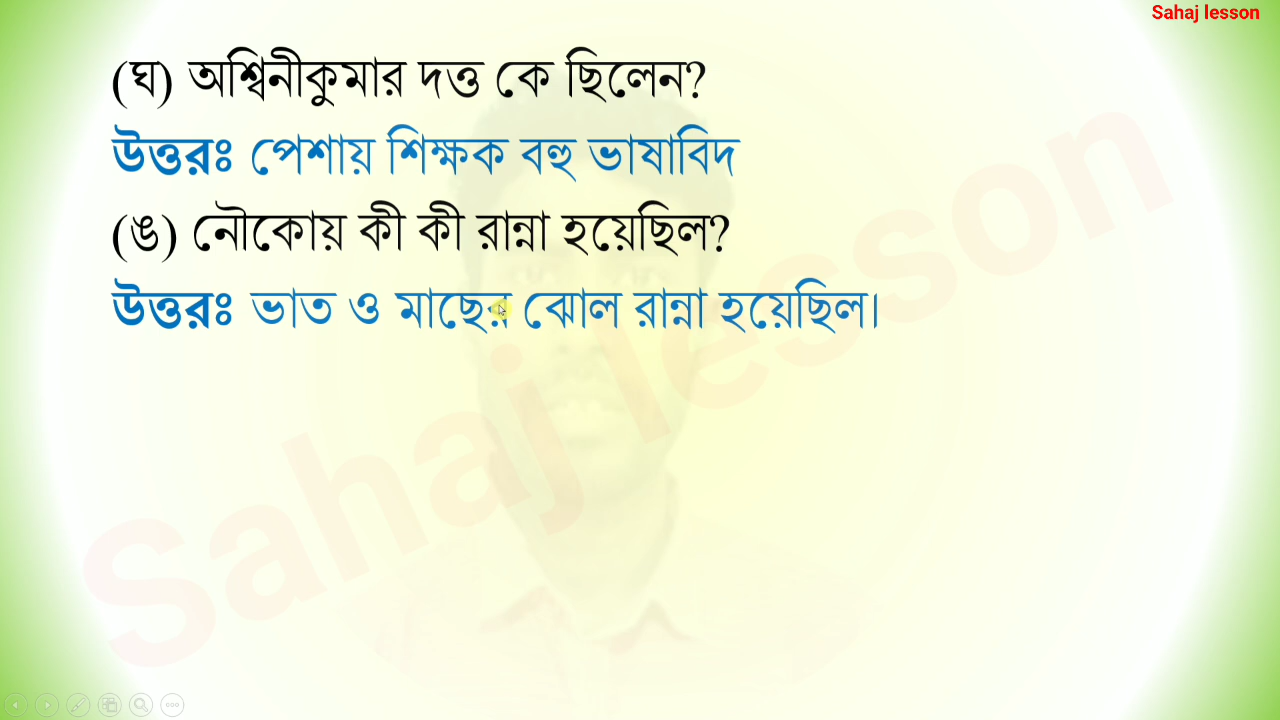 Sahaj lesson
(ঘ) অশ্বিনীকুমার দত্ত কে ছিলেন?
উত্তরঃ পেশায় শিক্ষক বহু ভাষাবিদ
(ঙ) নৌকোয় কী কী রান্না হয়েছিল?
উত্তরঃ ভাত ও মাছের ঝোল রান্না হয়েছিল।
Sahaj lesson